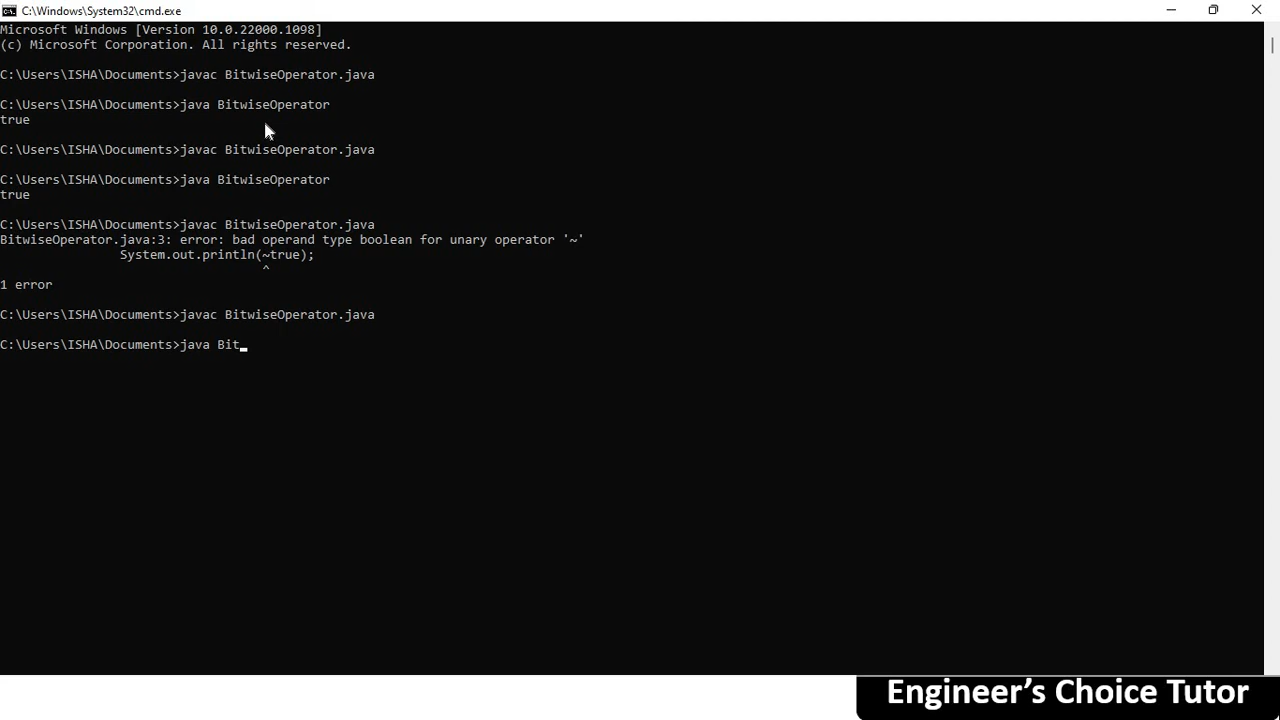 C:\Windows\System32\cmd.exe
Microsoft Windows [Version 10.0.22000.1098]
(c) Microsoft Corporation. All rights reserved.
C:\Users\ISHA\Documents>javac BitwiseOperator.java
C:\Users\ISHA\Documents>java BitwiseOperator
true
C:\Users\ISHA\Documents>javac BitwiseOperator.java
C:\Users\ISHA\Documents>java BitwiseOperator
true
C:\Users\ISHA\Documents>javac BitwiseOperator.java
BitwiseOperator.java:3: error: bad operand type boolean for unary operator '~'
System.out.println(~true);
^
1 error
C:\Users\ISHA\Documents>javac BitwiseOperator.java
C:\Users\ISHA\Documents>java Bit
Engineer's Choice Tutor